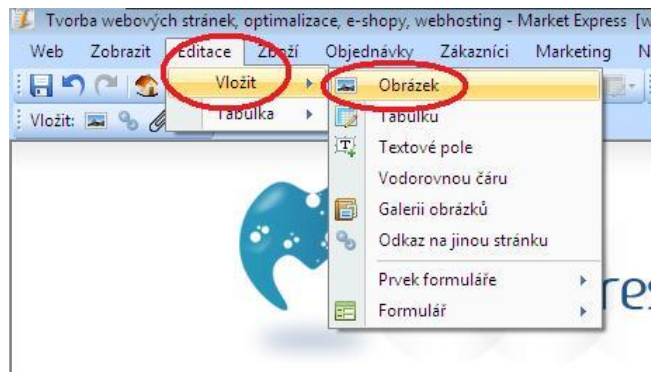 Tvorba webových stránek, optimalizace, e-shopy, webhosting - Market Express [w
Web Zobrazit Editace Zboží Objednávky Zákazníci Marketing N
Vložit Obrázek
Vložit: Tabulka Tabulku
Textové pole
Vodorovnou čáru
Galerii obrázků
Odkaz na jinou stránku
Prvek formuláře
Formulář
res